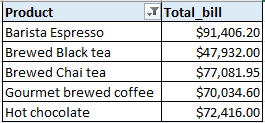 Product Total_bill
Barista Espresso $91,406.20
Brewed Black tea $47,932.00
Brewed Chai tea $77,081.95
Gourmet brewed coffee $70,034.60
Hot chocolate $72,416.00